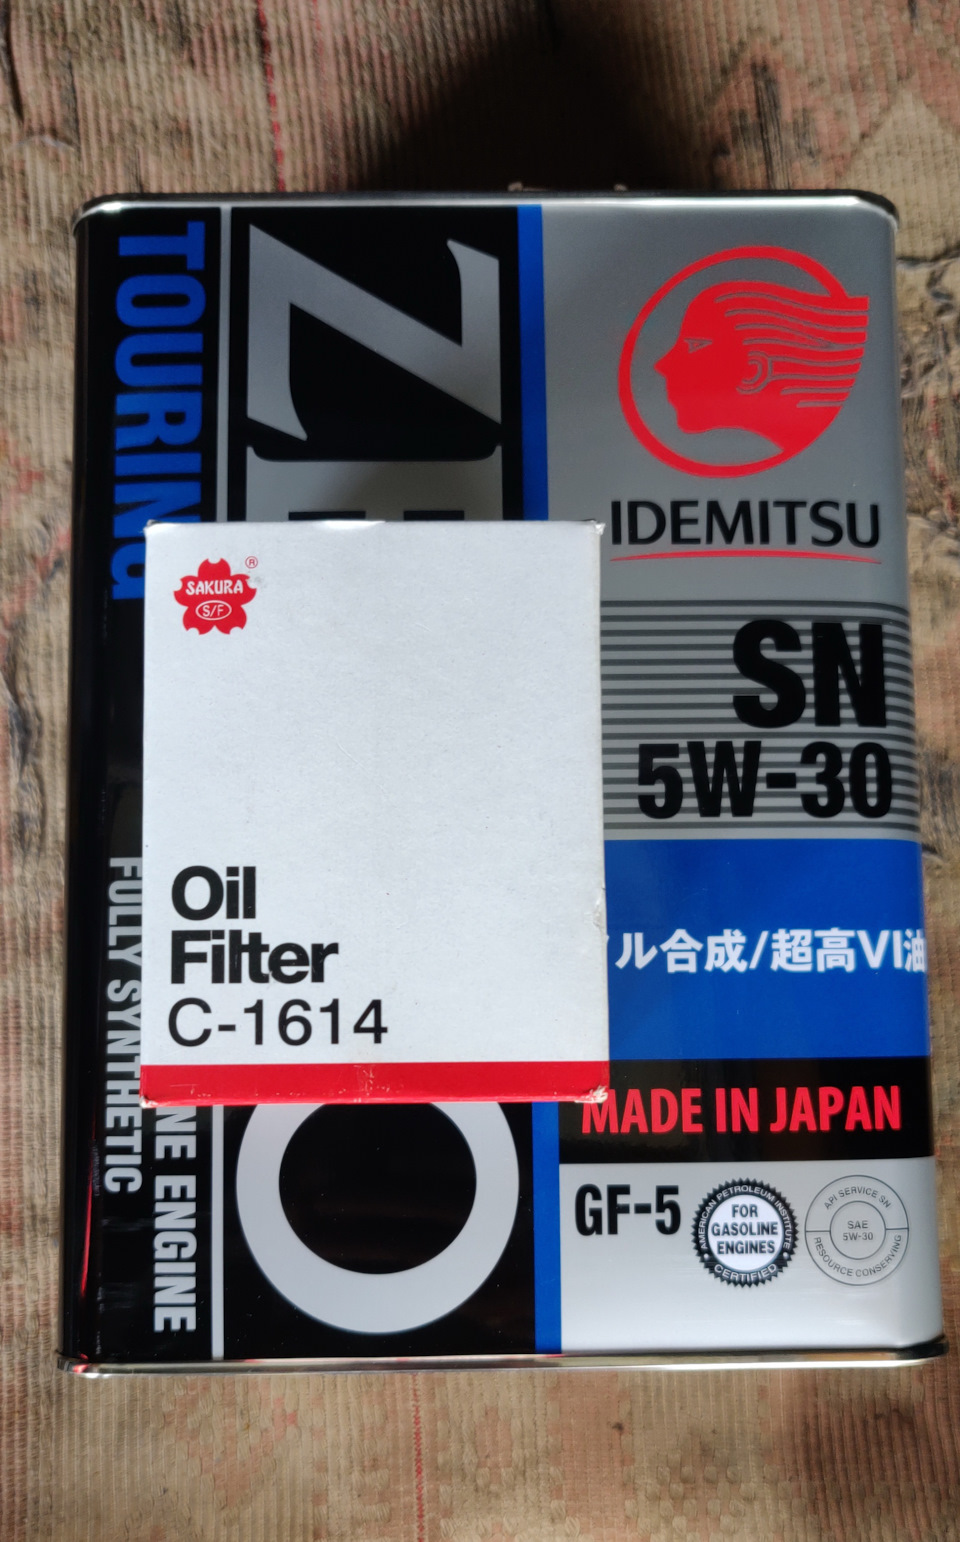 TOURING
IDEMITSU
SN
5W-30
SAKURA
®
S/F
Oil
Filter
C-1614
ル合成/超高VI油
MADE IN JAPAN
FULLY SYNTHETIC
ENGINE
GF-5
AMERICAN PETROLEUM INSTITUTE
FOR
GASOLINE
ENGINES
CERTIFIED
API SERVICE SN
SAE
5W-30
RESOURCE CONSERVING